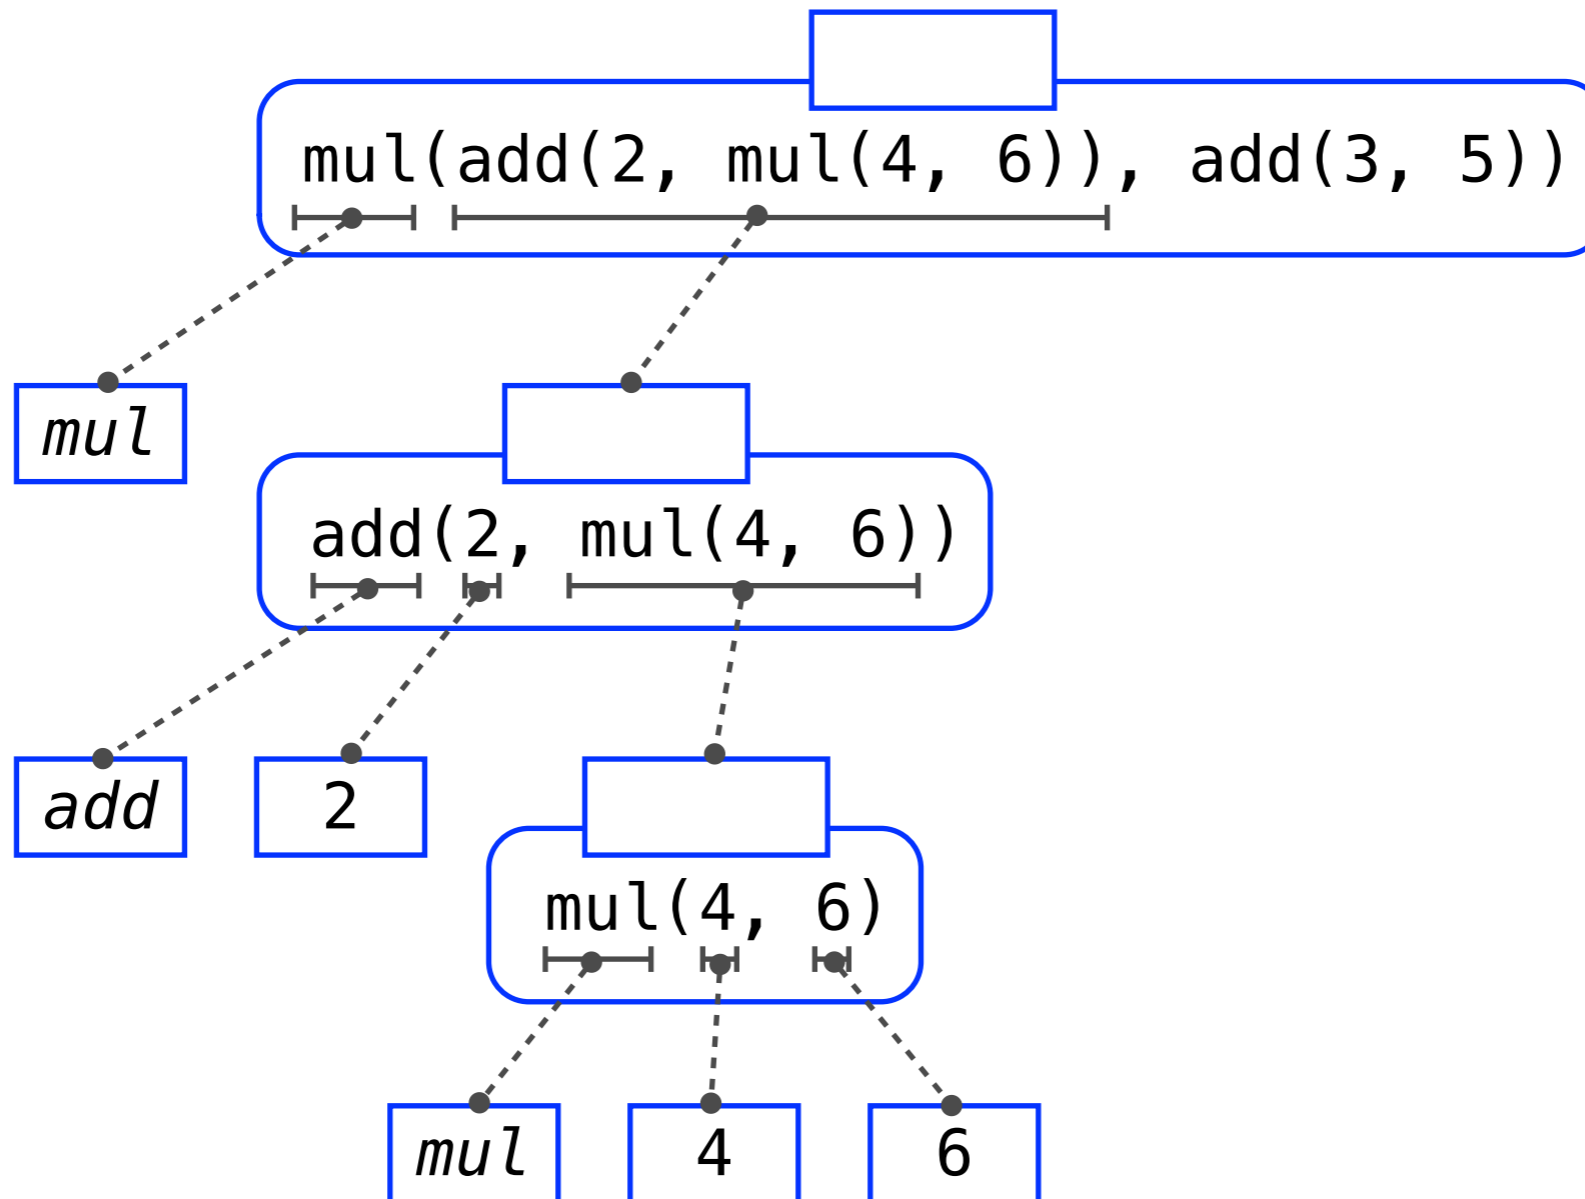 mul(add(2, mul(4, 6)), add(3, 5))
mul
add(2, mul(4, 6))
add
2
mul(4, 6)
mul
4
6